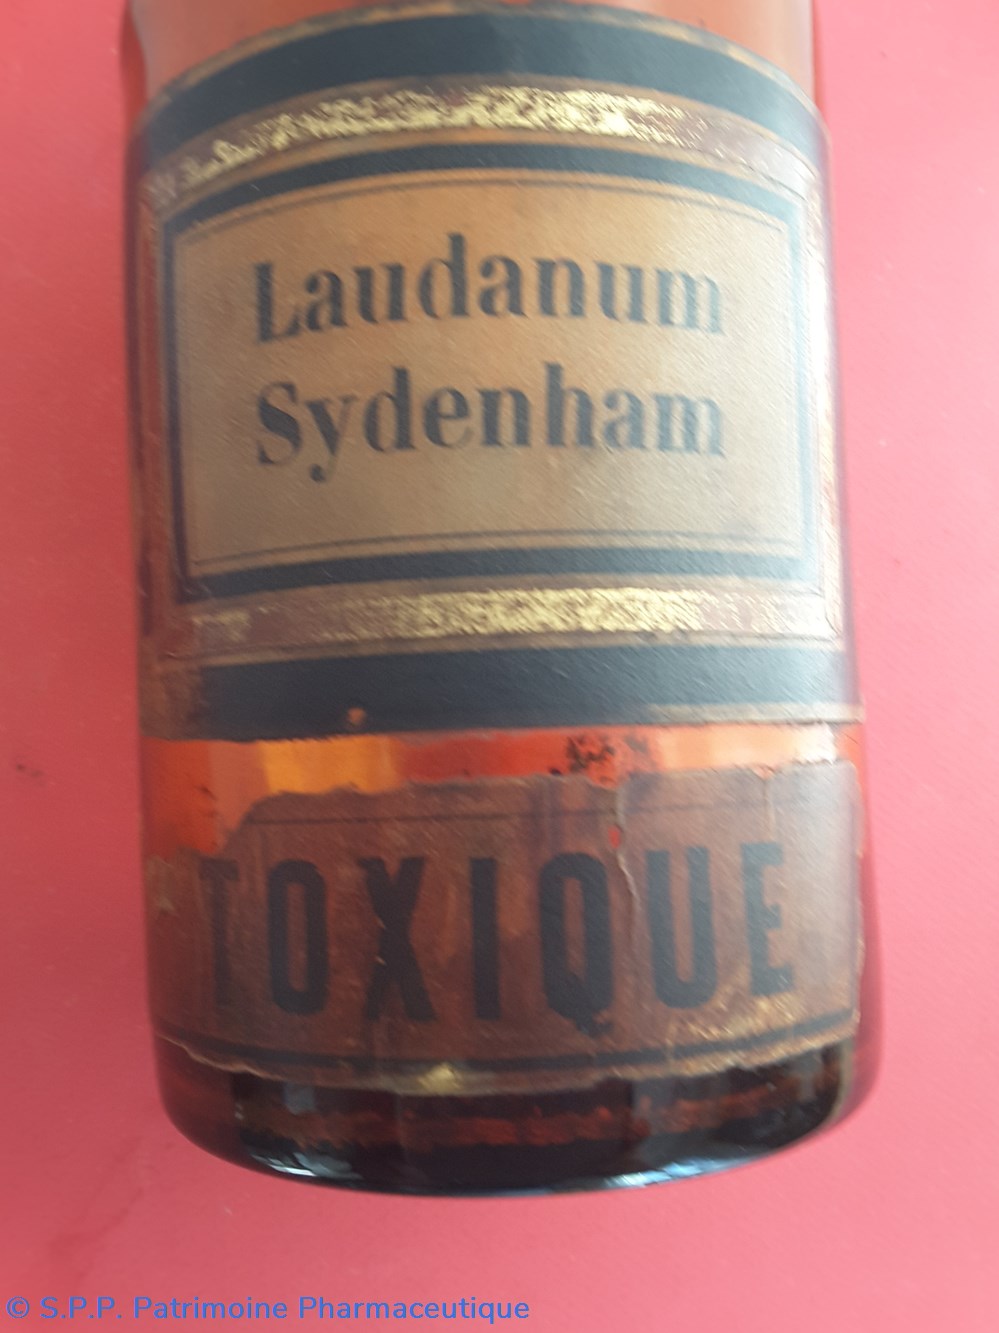 Laudanum
Sydenham
TOXIQUE
© S.P.P. Patrimoine Pharmaceutique